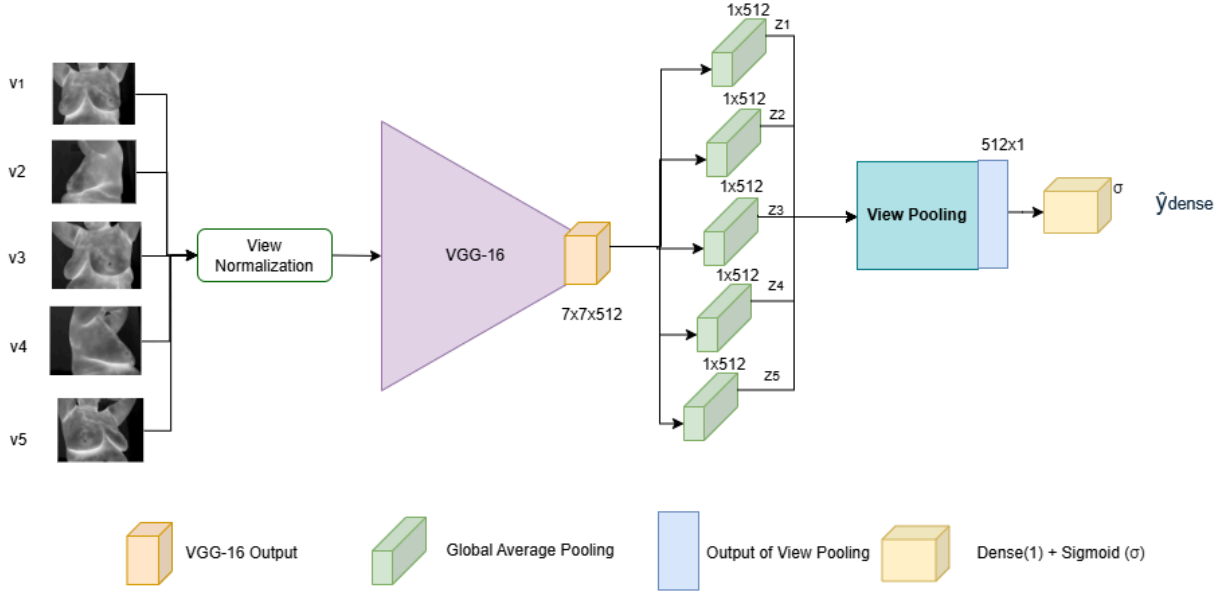 1x512
z1
v1
1x512
z2
v2
512x1
1x512
σ
z3
View Pooling
ŷdense
v3
View
Normalization
VGG-16
1x512
z4
7x7x512
v4
1x512
z5
v5
VGG-16 Output
Global Average Pooling
Output of View Pooling
Dense(1) + Sigmoid (σ)